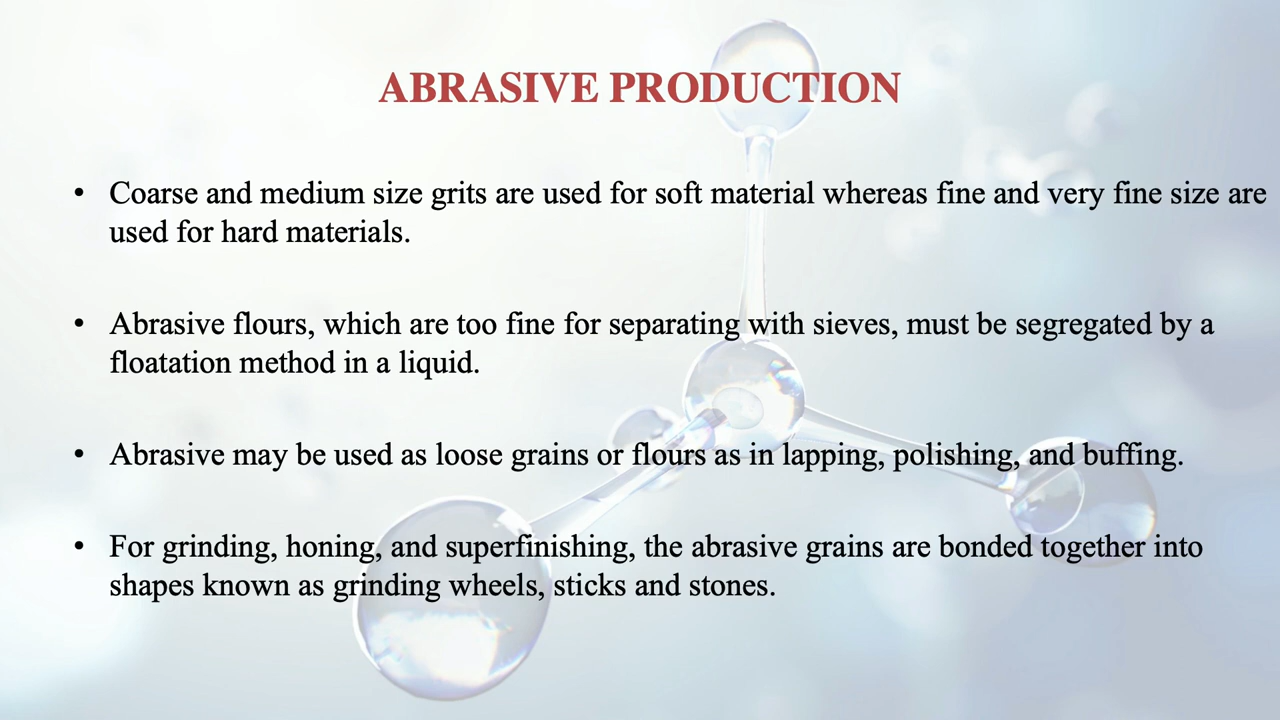 ABRASIVE PRODUCTION
• Coarse and medium size grits are used for soft material whereas fine and very fine size are
used for hard materials.
• Abrasive flours, which are too fine for separating with sieves, must be segregated by a
floatation method in a liquid.
• Abrasive may be used as loose grains or flours as in lapping, polishing, and buffing.
• For grinding, honing, and superfinishing, the abrasive grains are bonded together into
shapes known as grinding wheels, sticks and stones.